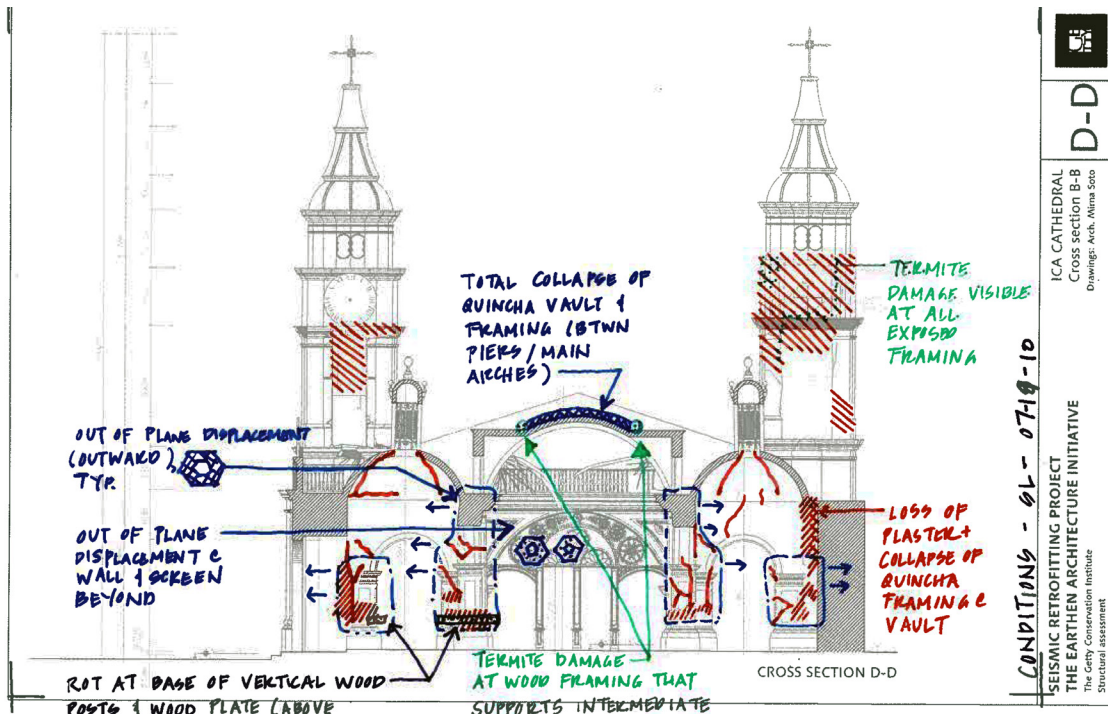 TOTAL COLLAPSE OF
QUINCHA VAULT &
FRAMING (BTWN
PIERS/MAIN
ARCHES)
TERMITE
DAMAGE VISIBLE
AT ALL
EXPOSED
FRAMING
OUT OF PLANE DISPLACEMENT
(OUTWARD),
TYP.
OUT OF PLANE
DISPLACEMENT @
WALL & SCREEN
BEYOND
LOSS OF
PLASTER +
COLLAPSE OF
QUINCHA
FRAMING @
VAULT
ROT AT BASE OF VERTICAL WOOD
POSTS & WOOD PLATE (ABOVE
TERMITE DAMAGE
AT WOOD FRAMING THAT
SUPPORTS INTERMEDIATE
CROSS SECTION D-D
CONDITIONS - SL - 07-19-10
D-D
ICA CATHEDRAL
Cross section B-B
Drawings: Arch. Mirna Soto
SEISMIC RETROFITTING PROJECT
THE EARTHEN ARCHITECTURE INITIATIVE
The Getty Conservation Institute
Structural assessment